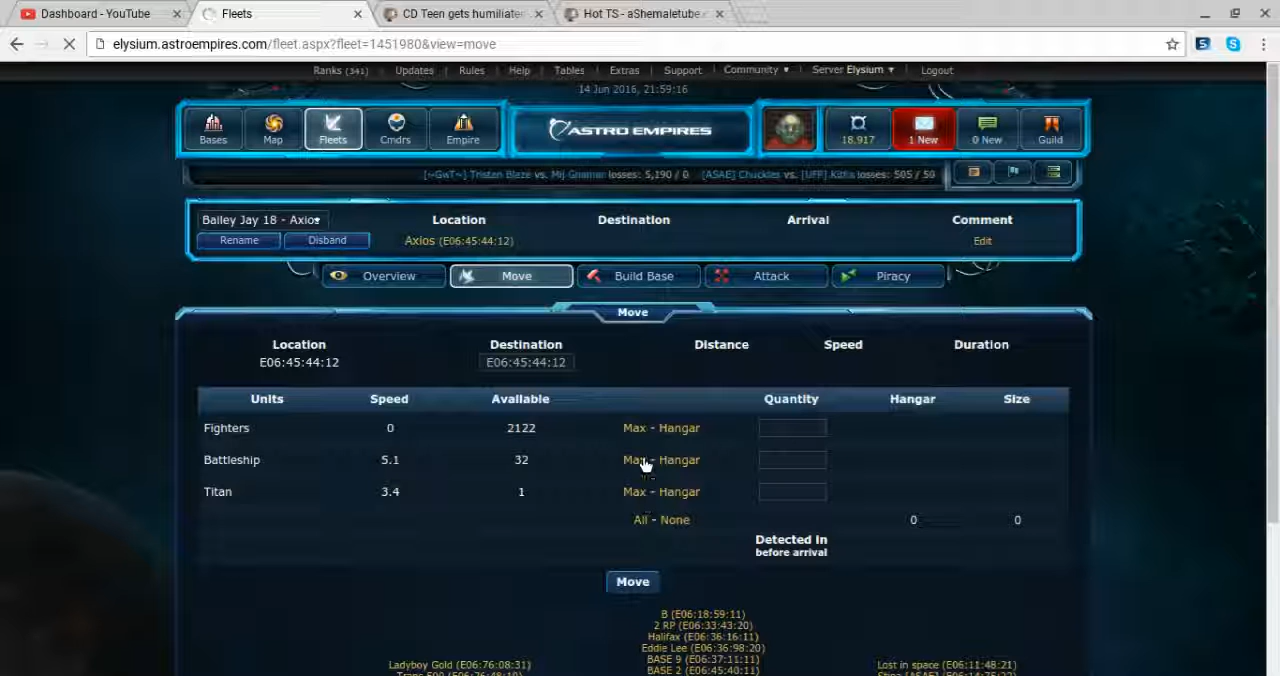 Dashboard - YouTube
Fleets
CD Teen gets humiliate
Hot TS - aShemaletube.c
elysium.astroempires.com/fleet.aspx?fleet=1451980&view=move
Ranks (341) Updates Rules Help Tables Extras Support Community Server Elysium Logout
14 Jun 2016, 21:59:16
Bases Map Fleets Cmdrs Empire ASTRO EMPIRES 18.917 1 New 0 New Guild
[~GwT~] Tristen Blaze vs. Mij Gnaman losses: 5,190 / 0 [ASAE] Chuckles vs. [UFP] losses: 505 / 50
Bailey Jay 18 - Axios Location Destination Arrival Comment
Rename Disband Axios (E06:45:44:12) Edit
Overview Move Build Base Attack Piracy
Move
Location Destination Distance Speed Duration
E06:45:44:12 E06:45:44:12
Units Speed Available Quantity Hangar Size
Fighters 0 2122 Max - Hangar
Battleship 5.1 32 Max - Hangar
Titan 3.4 1 Max - Hangar
All - None 0 0
Detected In
before arrival
Move
B (E06:18:59:11)
2 RP (E06:33:43:20)
Halifax (E06:36:16:11)
Eddie Lee (E06:36:98:20)
BASE 9 (E06:37:11:11)
Ladyboy Gold (E06:76:08:31) BASE 2 (E06:45:40:11) Lost in space (E06:11:48:21)